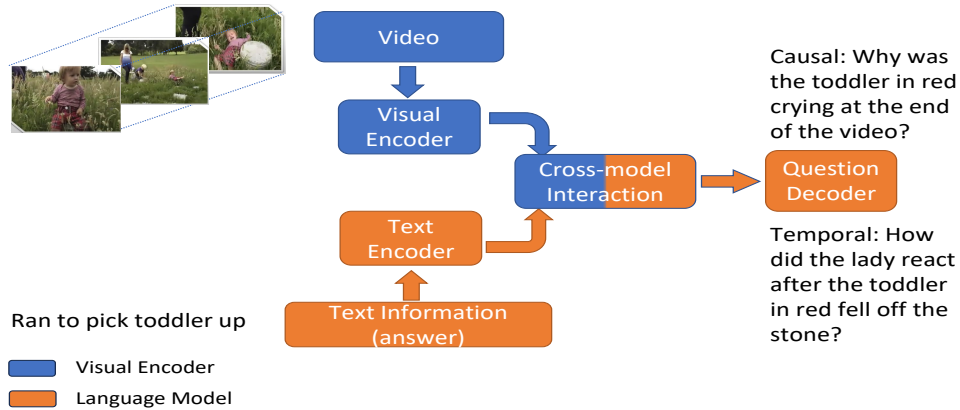 Video
Visual
Encoder
Cross-model
Interaction
Text
Encoder
Text Information
(answer)
Causal: Why was
the toddler in red
crying at the end
of the video?
Question
Decoder
Temporal: How
did the lady react
after the toddler
in red fell off the
stone?
Ran to pick toddler up
Visual Encoder
Language Model